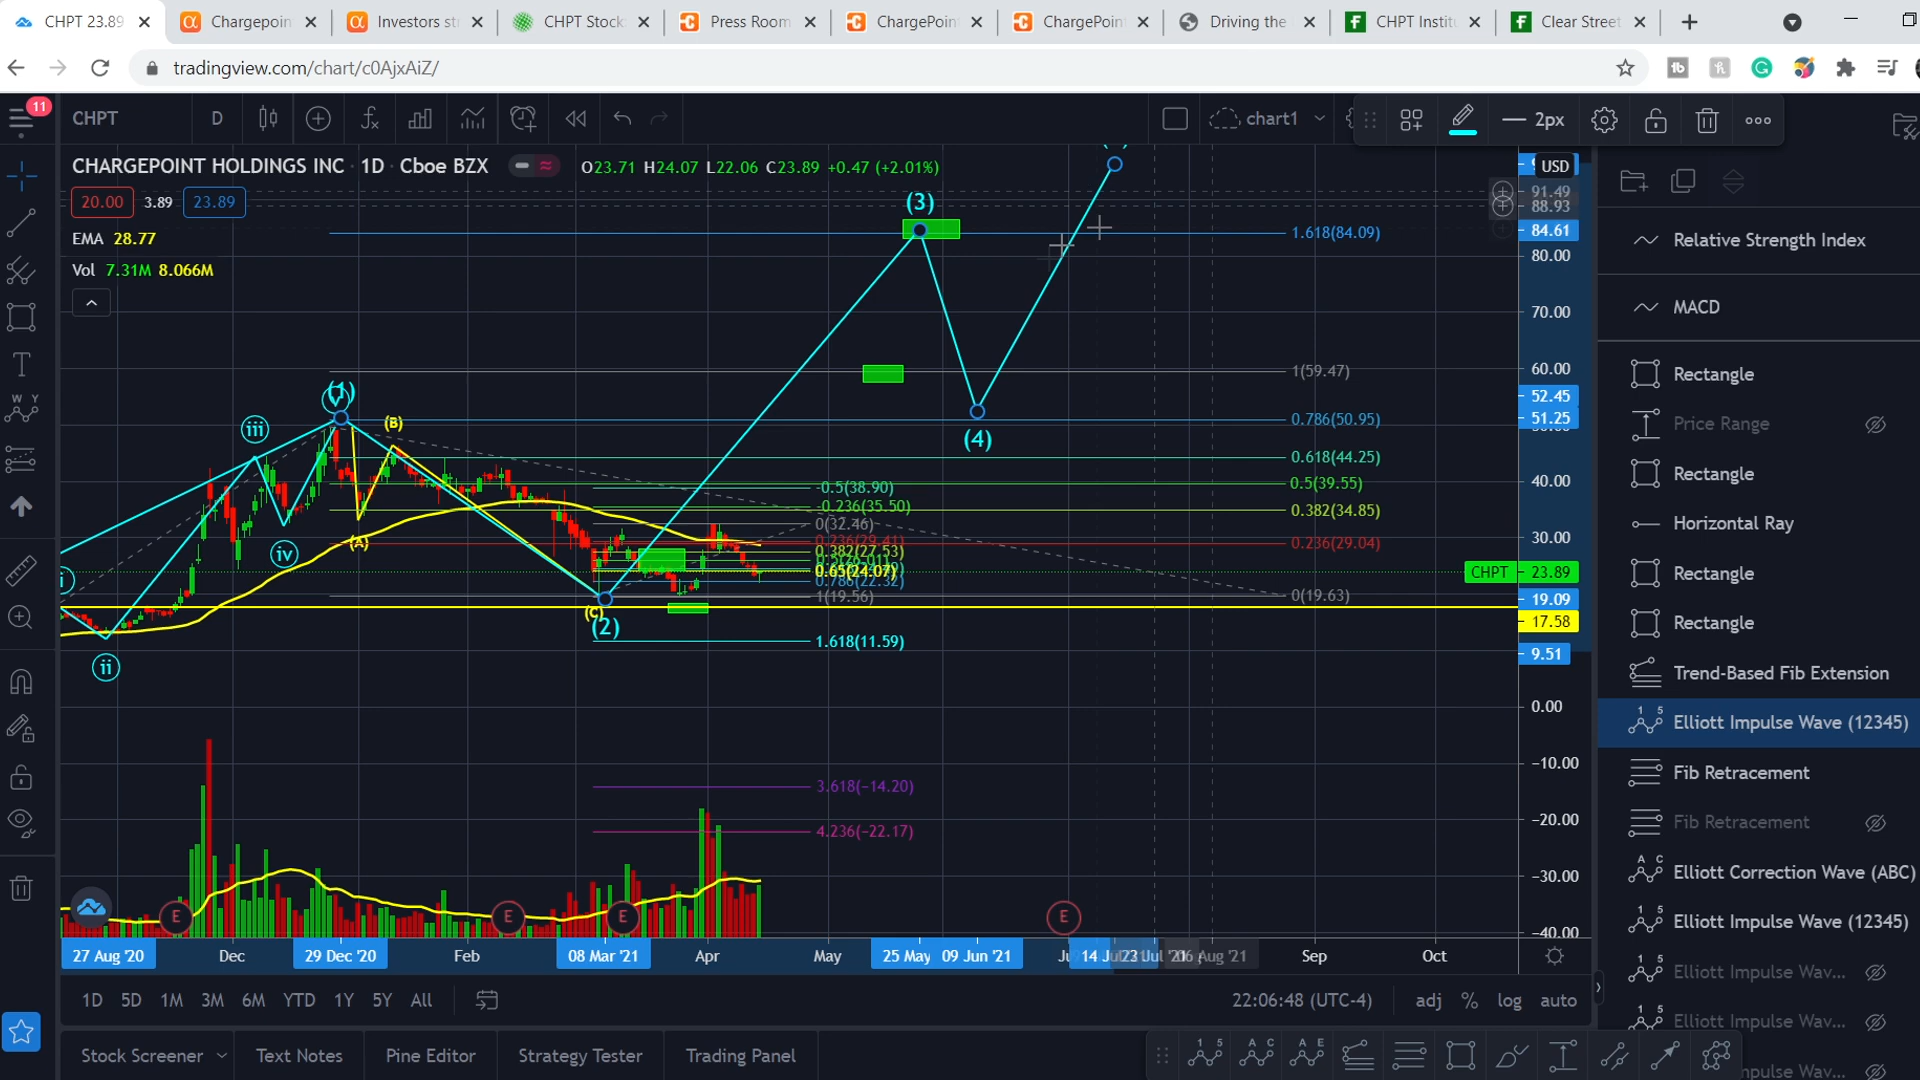 CHPT 23.89
Chargepoin
Investors st
CHPT Stock
Press Room
ChargePoin
ChargePoin
Driving the
CHPT Institu
Clear Street
tradingview.com/chart/c0AjxAiZ/
11
CHPT
D
chart1
2px
CHARGEPOINT HOLDINGS INC · 1D · Cboe BZX
O23.71 H24.07 L22.06 C23.89 +0.47 (+2.01%)
20.00
3.89
23.89
EMA 28.77
Vol 7.31M 8.066M
USD
91.49
88.93
84.61
80.00
70.00
60.00
52.45
51.25
40.00
30.00
CHPT
23.89
19.09
17.58
9.51
0.00
-10.00
-20.00
-30.00
-40.00
(3)
1.618(84.09)
1(59.47)
0.786(50.95)
0.618(44.25)
0.5(39.55)
0.382(34.85)
0.236(29.04)
0(19.63)
(4)
(1)
iii
(B)
iv
(A)
i
ii
(C)
(2)
-0.5(38.90)
-0.236(35.50)
0(32.46)
0.236(29.41)
0.382(27.53)
0.65(24.07)
0.786(22.32)
1(19.56)
1.618(11.59)
3.618(-14.20)
4.236(-22.17)
E
E
E
E
27 Aug '20
Dec
29 Dec '20
Feb
08 Mar '21
Apr
May
25 May
09 Jun '21
14 Jul
Aug '21
Sep
Oct
1D 5D 1M 3M 6M YTD 1Y 5Y All
22:06:48 (UTC-4)
adj % log auto
Stock Screener
Text Notes
Pine Editor
Strategy Tester
Trading Panel
Relative Strength Index
MACD
Rectangle
Price Range
Rectangle
Horizontal Ray
Rectangle
Rectangle
Trend-Based Fib Extension
Elliott Impulse Wave (12345)
Fib Retracement
Fib Retracement
Elliott Correction Wave (ABC)
Elliott Impulse Wave (12345)
Elliott Impulse Wav...
Elliott Impulse Wav...